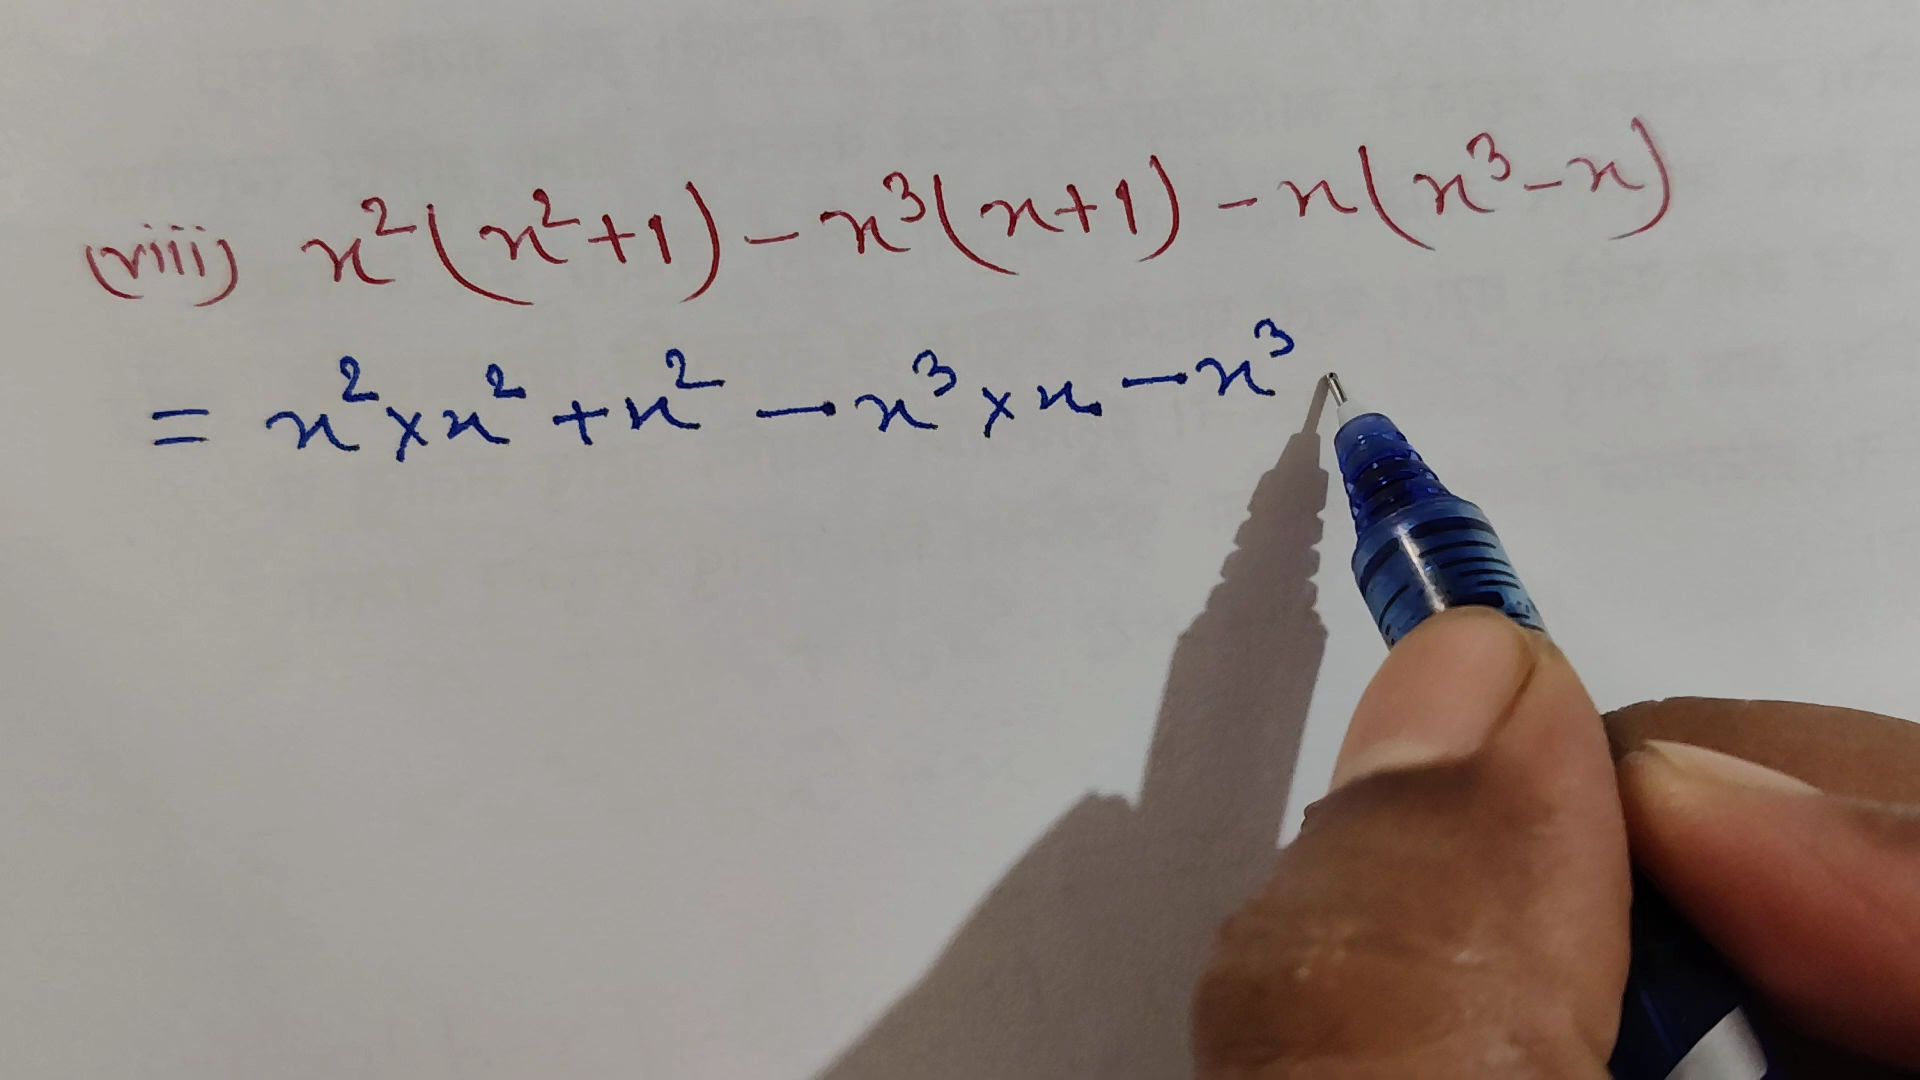 (viii) x²(x²+1)-x³(x+1)-x(x³-x)
= x²×x²+x²-x³×x-x³